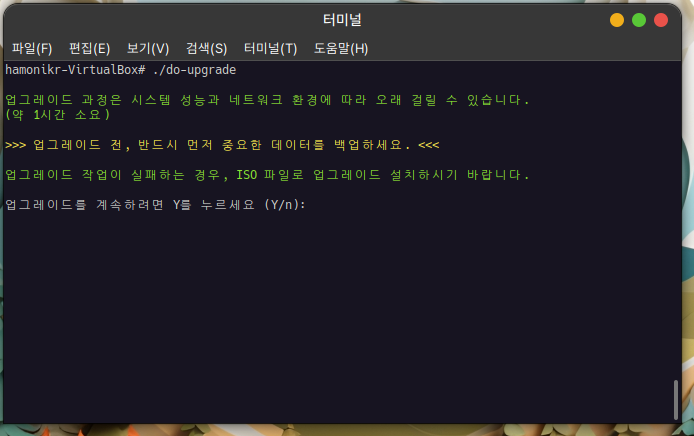 터미널
파일(F) 편집(E) 보기(V) 검색(S) 터미널(T) 도움말(H)
hamonikr-VirtualBox# ./do-upgrade
업그레이드 과정은 시스템 성능과 네트워크 환경에 따라 오래 걸릴 수 있습니다.
(약 1시간 소요)
>>> 업그레이드 전, 반드시 먼저 중요한 데이터를 백업하세요. <<<
업그레이드 작업이 실패하는 경우, ISO 파일로 업그레이드 설치하시기 바랍니다.
업그레이드를 계속하려면 Y를 누르세요 (Y/n):